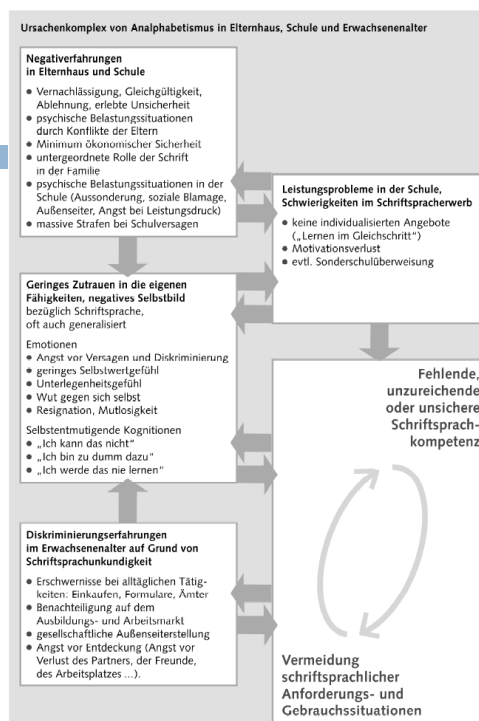 Ursachenkomplex von Analphabetismus in Elternhaus, Schule und Erwachsenenalter
Negativerfahrungen
in Elternhaus und Schule
• Vernachlässigung, Gleichgültigkeit,
Ablehnung, erlebte Unsicherheit
• psychische Belastungssituationen
durch Konflikte der Eltern
• Minimum ökonomischer Sicherheit
• untergeordnete Rolle der Schrift
in der Familie
• psychische Belastungssituationen in der
Schule (Aussonderung, soziale Blamage,
Außenseiter, Angst bei Leistungsdruck)
• massive Strafen bei Schulversagen
Leistungsprobleme in der Schule,
Schwierigkeiten im Schriftspracherwerb
• keine individualisierten Angebote
(„Lernen im Gleichschritt“)
• Motivationsverlust
• evtl. Sonderschulüberweisung
Geringes Zutrauen in die eigenen
Fähigkeiten, negatives Selbstbild
bezüglich Schriftsprache,
oft auch generalisiert
Emotionen
• Angst vor Versagen und Diskriminierung
• geringes Selbstwertgefühl
• Unterlegenheitsgefühl
• Wut gegen sich selbst
• Resignation, Mutlosigkeit
Selbstentmutigende Kognitionen
• „Ich kann das nicht“
• „Ich bin zu dumm dazu“
• „Ich werde das nie lernen“
Fehlende,
unzureichende
oder unsichere
Schriftsprach-
kompetenz
Diskriminierungserfahrungen
im Erwachsenenalter auf Grund von
Schriftsprachunkundigkeit
• Erschwernisse bei alltäglichen Tätig-
keiten: Einkaufen, Formulare, Ämter
• Benachteiligung auf dem
Ausbildungs- und Arbeitsmarkt
• gesellschaftliche Außenseiterstellung
• Angst vor Entdeckung (Angst vor
Verlust des Partners, der Freunde,
des Arbeitsplatzes ...).
Vermeidung
schriftsprachlicher
Anforderungs- und
Gebrauchssituationen